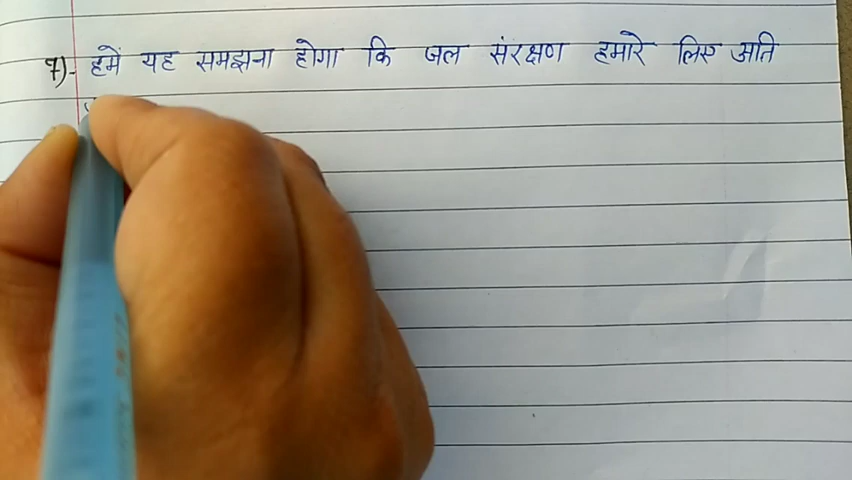 7)- हमें यह समझना होगा कि जल संरक्षण हमारे लिए अति